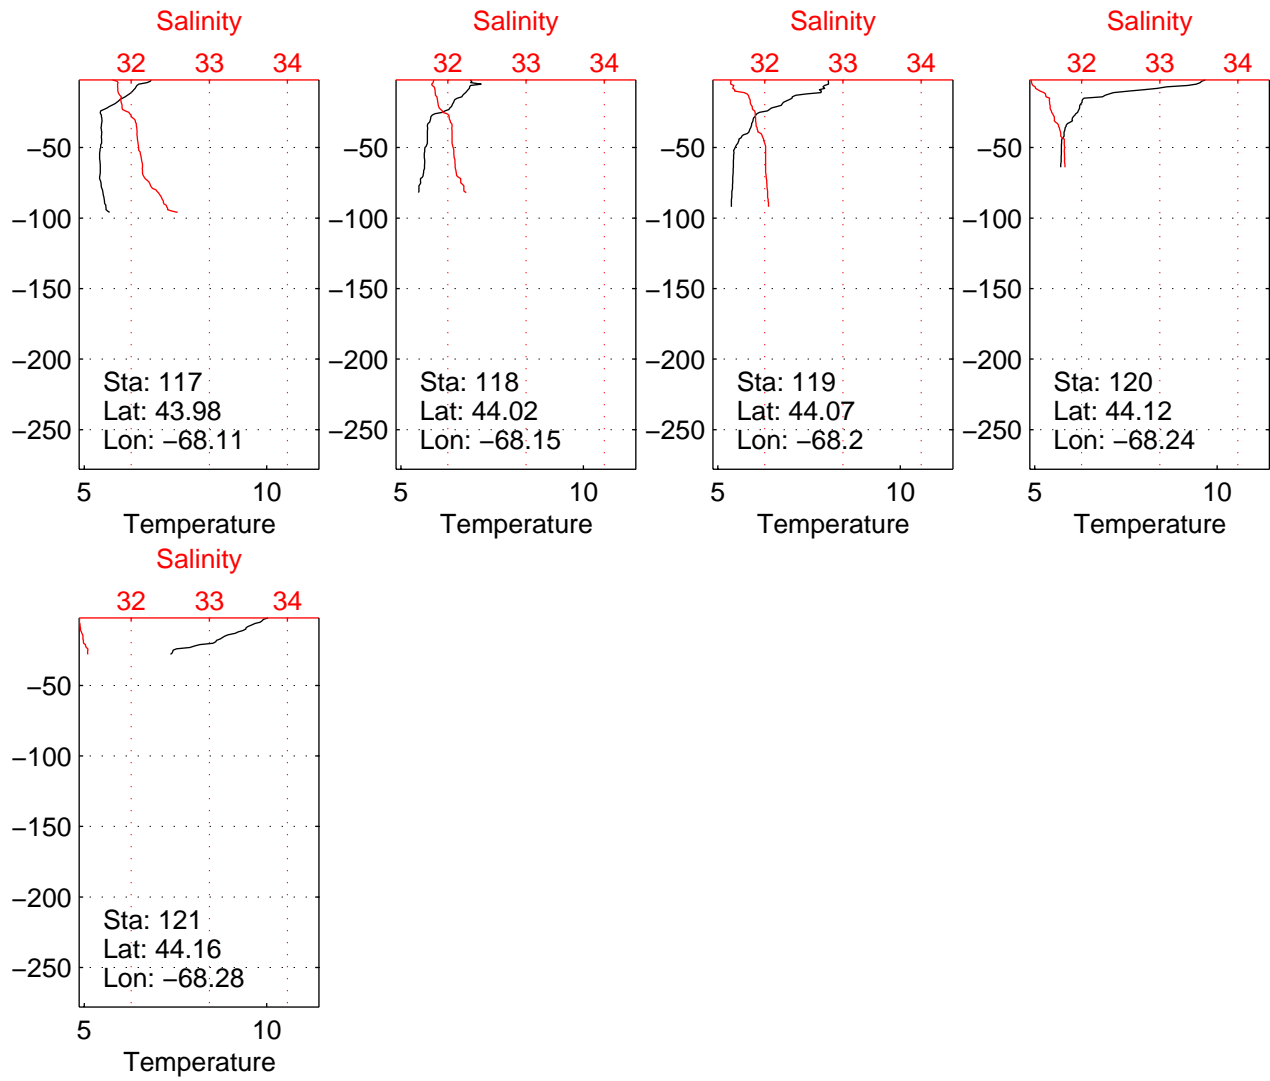 Salinity
32 33 34
−50
−100
−150
−200
−250
Sta: 117
Lat: 43.98
Lon: −68.11
5 10
Temperature
Salinity
32 33 34
−50
−100
−150
−200
−250
Sta: 118
Lat: 44.02
Lon: −68.15
5 10
Temperature
Salinity
32 33 34
−50
−100
−150
−200
−250
Sta: 119
Lat: 44.07
Lon: −68.2
5 10
Temperature
Salinity
32 33 34
−50
−100
−150
−200
−250
Sta: 120
Lat: 44.12
Lon: −68.24
5 10
Temperature
Salinity
32 33 34
−50
−100
−150
−200
−250
Sta: 121
Lat: 44.16
Lon: −68.28
5 10
Temperature